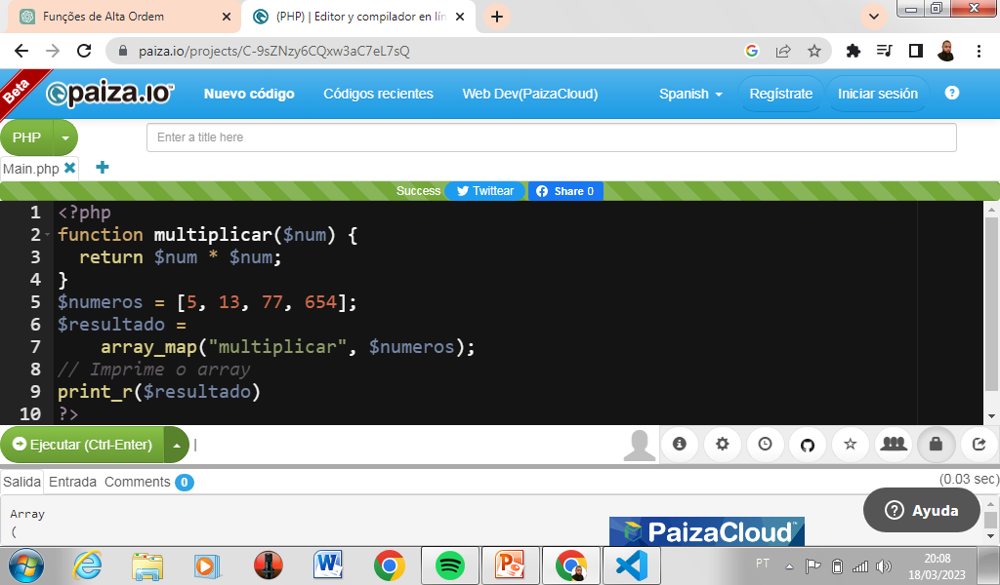 Funções de Alta Ordem
(PHP) | Editor y compilador en lín
paiza.io/projects/C-9sZNzy6CQxw3aC7eL7sQ
Beta
paiza.io
Nuevo código
Códigos recientes
Web Dev(PaizaCloud)
Spanish
Regístrate
Iniciar sesión
?
PHP
Enter a title here
Main.php
Success
Twittear
Share 0
1 <?php
2 function multiplicar($num) {
3   return $num * $num;
4 }
5 $numeros = [5, 13, 77, 654];
6 $resultado =
7     array_map("multiplicar", $numeros);
8 // Imprime o array
9 print_r($resultado)
10 ?>
Ejecutar (Ctrl-Enter)
Salida
Entrada
Comments 0
(0.03 sec)
Array
(
PaizaCloud
? Ayuda
PT
20:08
18/03/2023